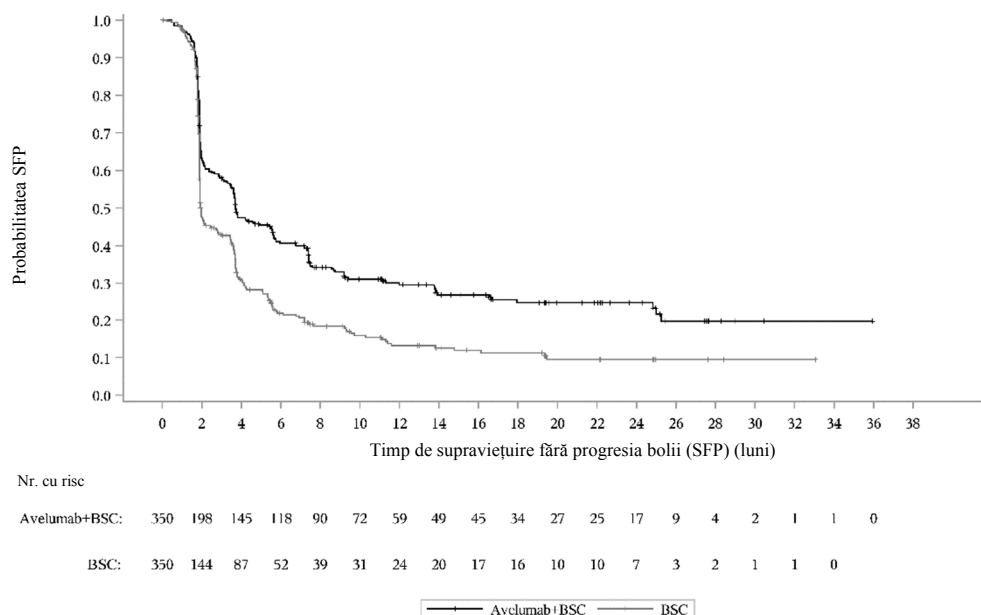 1.0
0.9
0.8
0.7
0.6
0.5
0.4
0.3
0.2
0.1
0.0
Probabilitatea SFP
0 2 4 6 8 10 12 14 16 18 20 22 24 26 28 30 32 34 36 38
Timp de supraviețuire fără progresia bolii (SFP) (luni)
Nr. cu risc
Avelumab+BSC: 350 198 145 118 90 72 59 49 45 34 27 25 17 9 4 2 1 1 0
BSC: 350 144 87 52 39 31 24 20 17 16 10 10 7 3 2 1 1 0
Avelumab+BSC BSC